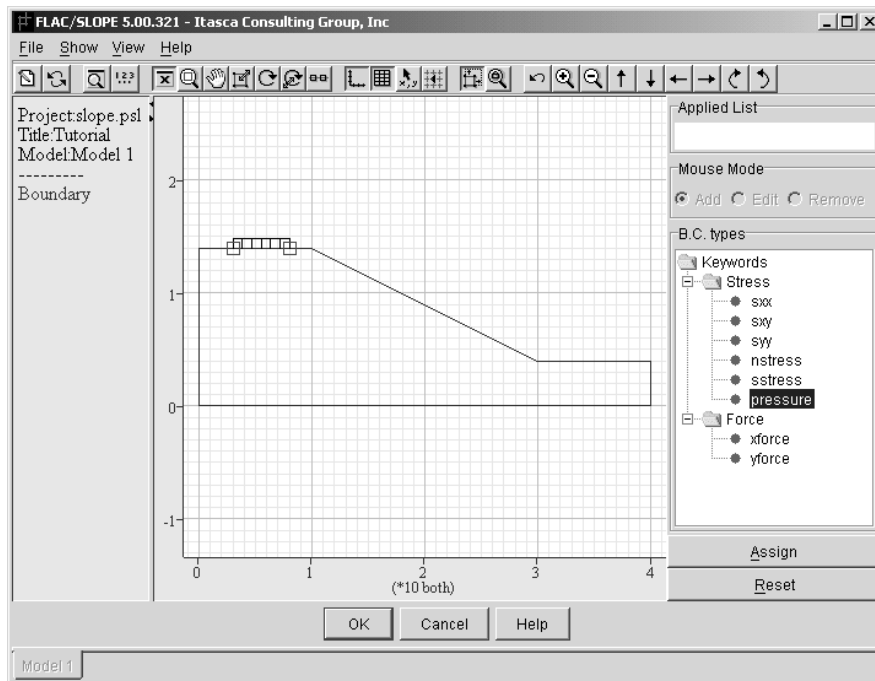 FLAC/SLOPE 5.00.321 - Itasca Consulting Group, Inc
File Show View Help
1 2 3
x,y
Project:slope.psl
Title:Tutorial
Model:Model 1
---------
Boundary
2
1
0
-1
0 1 2 3 4
(*10 both)
Applied List
Mouse Mode
Add Edit Remove
B.C. types
Keywords
Stress
sxx
sxy
syy
nstress
sstress
pressure
Force
xforce
yforce
Assign
Reset
OK Cancel Help
Model 1